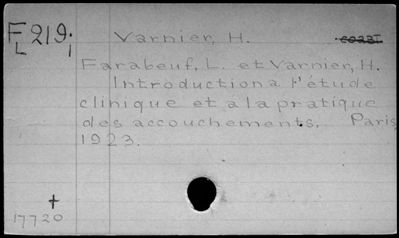 F219. Varnier, H.
L 1
Farabeuf, L. et Varnier, H.
Introduction a l'étude
clinique et a la pratique
des accouchements. Paris
1923.
+
17720